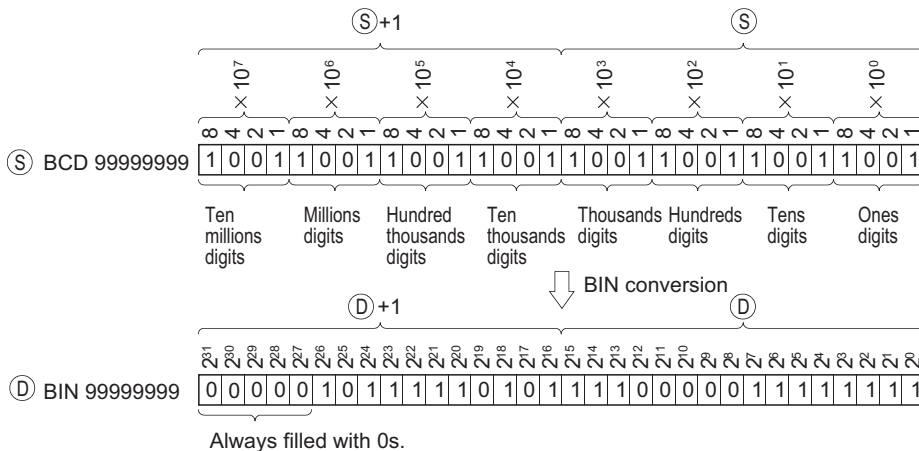 Ⓢ+1 Ⓢ
× 10⁷ × 10⁶ × 10⁵ × 10⁴ × 10³ × 10² × 10¹ × 10⁰
8 4 2 1 8 4 2 1 8 4 2 1 8 4 2 1 8 4 2 1 8 4 2 1 8 4 2 1 8 4 2 1
Ⓢ BCD 99999999 1 0 0 1 1 0 0 1 1 0 0 1 1 0 0 1 1 0 0 1 1 0 0 1 1 0 0 1 1 0 0 1
Ten Millions Hundred Ten Thousands Hundreds Tens Ones
millions digits thousands thousands digits digits digits digits
digits digits digits
BIN conversion
Ⓓ+1 Ⓓ
2³¹ 2³⁰ 2²⁹ 2²⁸ 2²⁷ 2²⁶ 2²⁵ 2²⁴ 2²³ 2²² 2²¹ 2²⁰ 2¹⁹ 2¹⁸ 2¹⁷ 2¹⁶ 2¹⁵ 2¹⁴ 2¹³ 2¹² 2¹¹ 2¹⁰ 2⁹ 2⁸ 2⁷ 2⁶ 2⁵ 2⁴ 2³ 2² 2¹ 2⁰
Ⓓ BIN 99999999 0 0 0 0 0 1 0 1 1 1 1 1 0 1 0 1 1 1 1 0 0 0 0 0 1 1 1 1 1 1 1 1
Always filled with 0s.